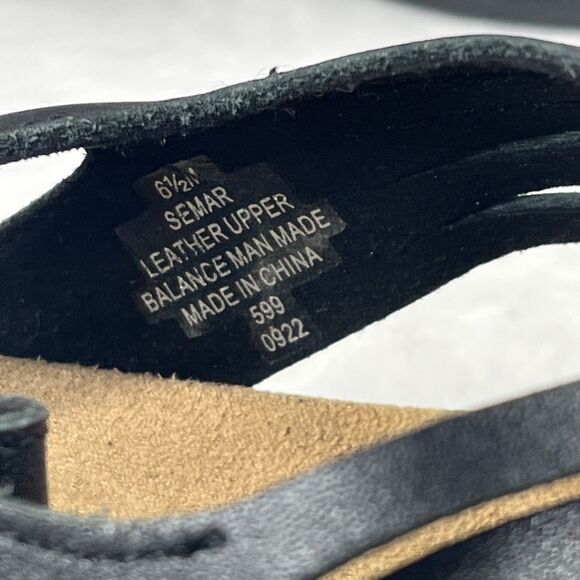 6½M
SEMAR
LEATHER UPPER
BALANCE MAN MADE
MADE IN CHINA
599
0922